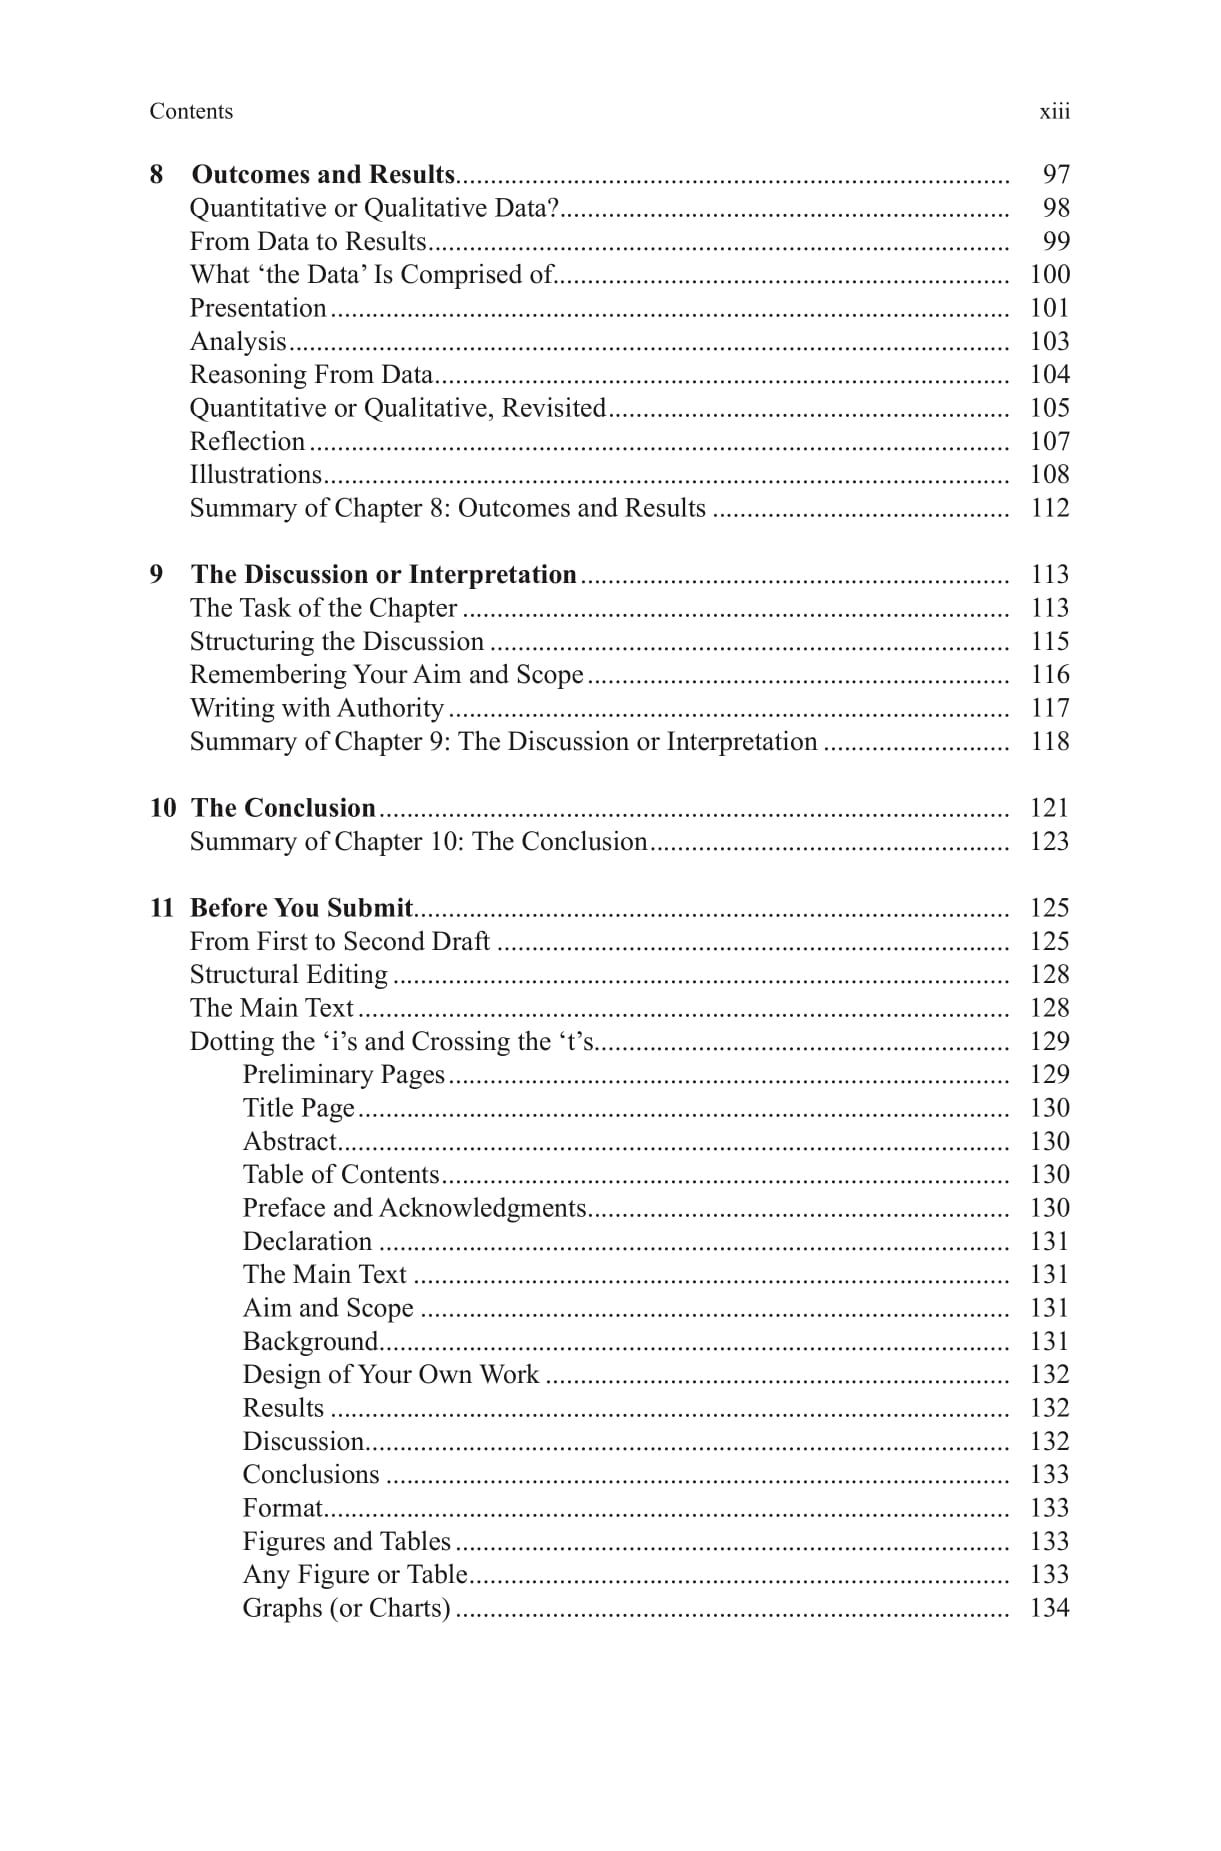 Contents xiii
8 Outcomes and Results.......... 97
Quantitative or Qualitative Data?.......... 98
From Data to Results.......... 99
What ‘the Data’ Is Comprised of.......... 100
Presentation.......... 101
Analysis.......... 103
Reasoning From Data.......... 104
Quantitative or Qualitative, Revisited.......... 105
Reflection.......... 107
Illustrations.......... 108
Summary of Chapter 8: Outcomes and Results.......... 112
9 The Discussion or Interpretation.......... 113
The Task of the Chapter.......... 113
Structuring the Discussion.......... 115
Remembering Your Aim and Scope.......... 116
Writing with Authority.......... 117
Summary of Chapter 9: The Discussion or Interpretation.......... 118
10 The Conclusion.......... 121
Summary of Chapter 10: The Conclusion.......... 123
11 Before You Submit.......... 125
From First to Second Draft.......... 125
Structural Editing.......... 128
The Main Text.......... 128
Dotting the ‘i’s and Crossing the ‘t’s.......... 129
Preliminary Pages.......... 129
Title Page.......... 130
Abstract.......... 130
Table of Contents.......... 130
Preface and Acknowledgments.......... 130
Declaration.......... 131
The Main Text.......... 131
Aim and Scope.......... 131
Background.......... 131
Design of Your Own Work.......... 132
Results.......... 132
Discussion.......... 132
Conclusions.......... 133
Format.......... 133
Figures and Tables.......... 133
Any Figure or Table.......... 133
Graphs (or Charts).......... 134